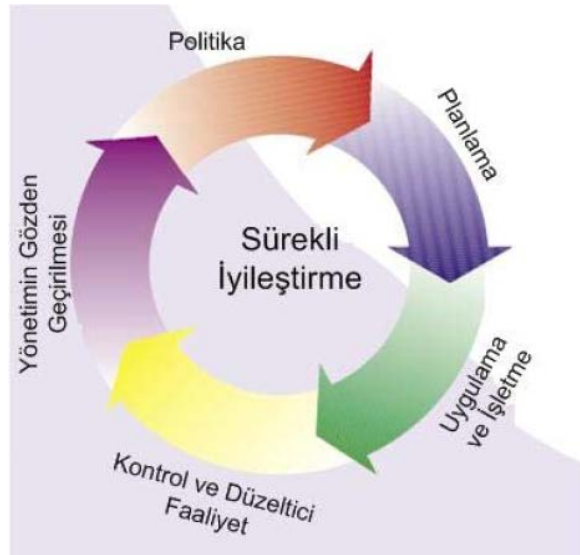 Politika
Planlama
Sürekli
İyileştirme
Uygulama
ve İşletme
Kontrol ve Düzeltici
Faaliyet
Yönetimin Gözden
Geçirilmesi